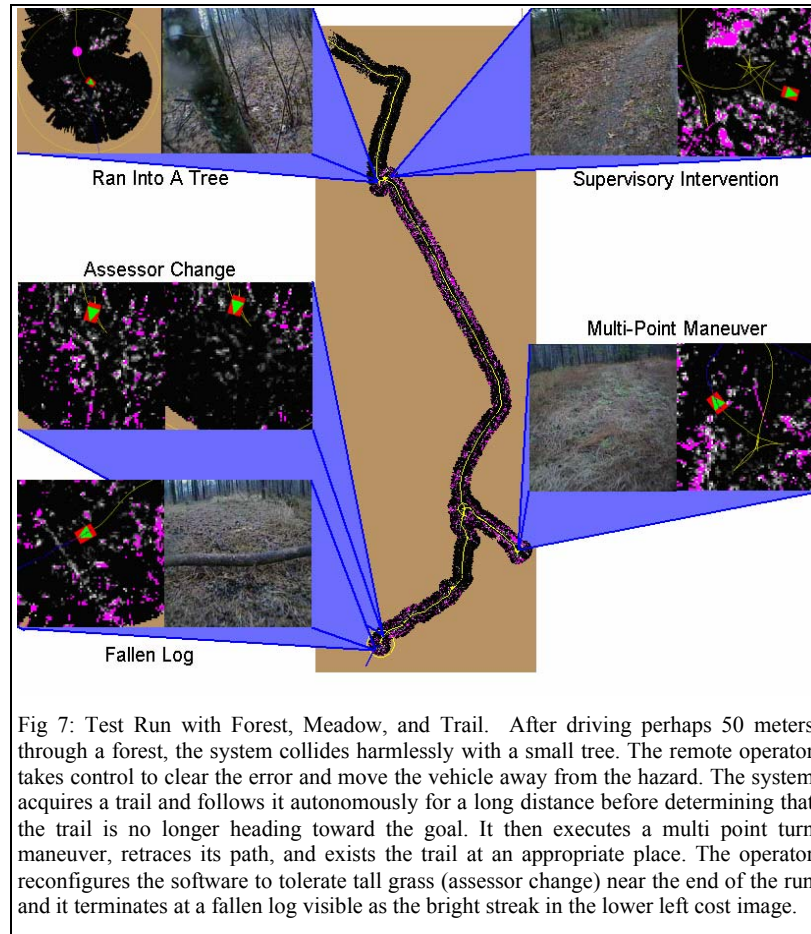 Ran Into A Tree
Supervisory Intervention
Assessor Change
Multi-Point Maneuver
Fallen Log
Fig 7: Test Run with Forest, Meadow, and Trail. After driving perhaps 50 meters
through a forest, the system collides harmlessly with a small tree. The remote operator
takes control to clear the error and move the vehicle away from the hazard. The system
acquires a trail and follows it autonomously for a long distance before determining that
the trail is no longer heading toward the goal. It then executes a multi point turn
maneuver, retraces its path, and exists the trail at an appropriate place. The operator
reconfigures the software to tolerate tall grass (assessor change) near the end of the run
and it terminates at a fallen log visible as the bright streak in the lower left cost image.